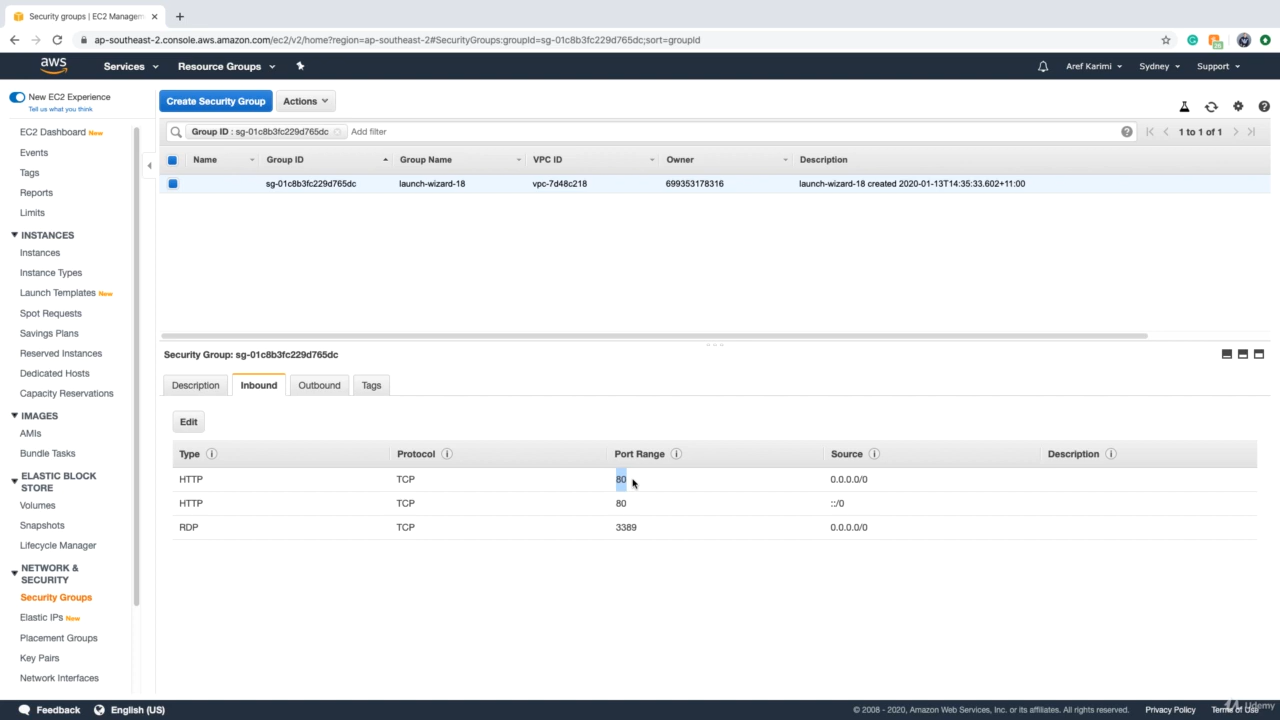 Security groups | EC2 Managem
ap-southeast-2.console.aws.amazon.com/ec2/v2/home?region=ap-southeast-2#SecurityGroups:groupId=sg-01c8b3fc229d765dc;sort=groupId
aws Services Resource Groups Aref Karimi Sydney Support
New EC2 Experience
Tell us what you think
EC2 Dashboard New
Events
Tags
Reports
Limits
INSTANCES
Instances
Instance Types
Launch Templates New
Spot Requests
Savings Plans
Reserved Instances
Dedicated Hosts
Capacity Reservations
IMAGES
AMIs
Bundle Tasks
ELASTIC BLOCK
STORE
Volumes
Snapshots
Lifecycle Manager
NETWORK &
SECURITY
Security Groups
Elastic IPs New
Placement Groups
Key Pairs
Network Interfaces
Create Security Group Actions
Group ID : sg-01c8b3fc229d765dc Add filter 1 to 1 of 1
Name Group ID Group Name VPC ID Owner Description
sg-01c8b3fc229d765dc launch-wizard-18 vpc-7d48c218 699353178316 launch-wizard-18 created 2020-01-13T14:35:33.602+11:00
Security Group: sg-01c8b3fc229d765dc
Description Inbound Outbound Tags
Edit
Type Protocol Port Range Source Description
HTTP TCP 80 0.0.0.0/0
HTTP TCP 80 ::/0
RDP TCP 3389 0.0.0.0/0
Feedback English (US) © 2008 - 2020, Amazon Web Services, Inc. or its affiliates. All rights reserved. Privacy Policy Terms of Use
Udemy